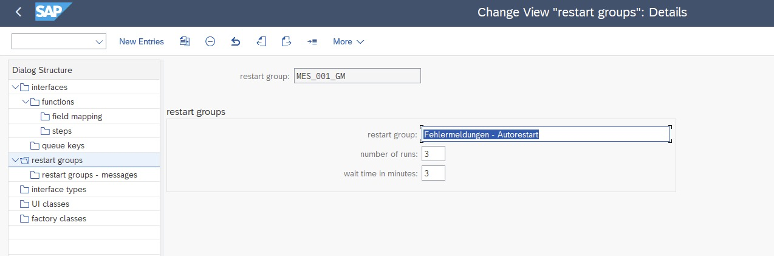 SAP
Change View "restart groups": Details
New Entries
More
Dialog Structure
interfaces
functions
field mapping
steps
queue keys
restart groups
restart groups - messages
interface types
UI classes
factory classes
restart group: MES_001_GM
restart groups
restart group: Fehlermeldungen - Autorestart
number of runs: 3
wait time in minutes: 3